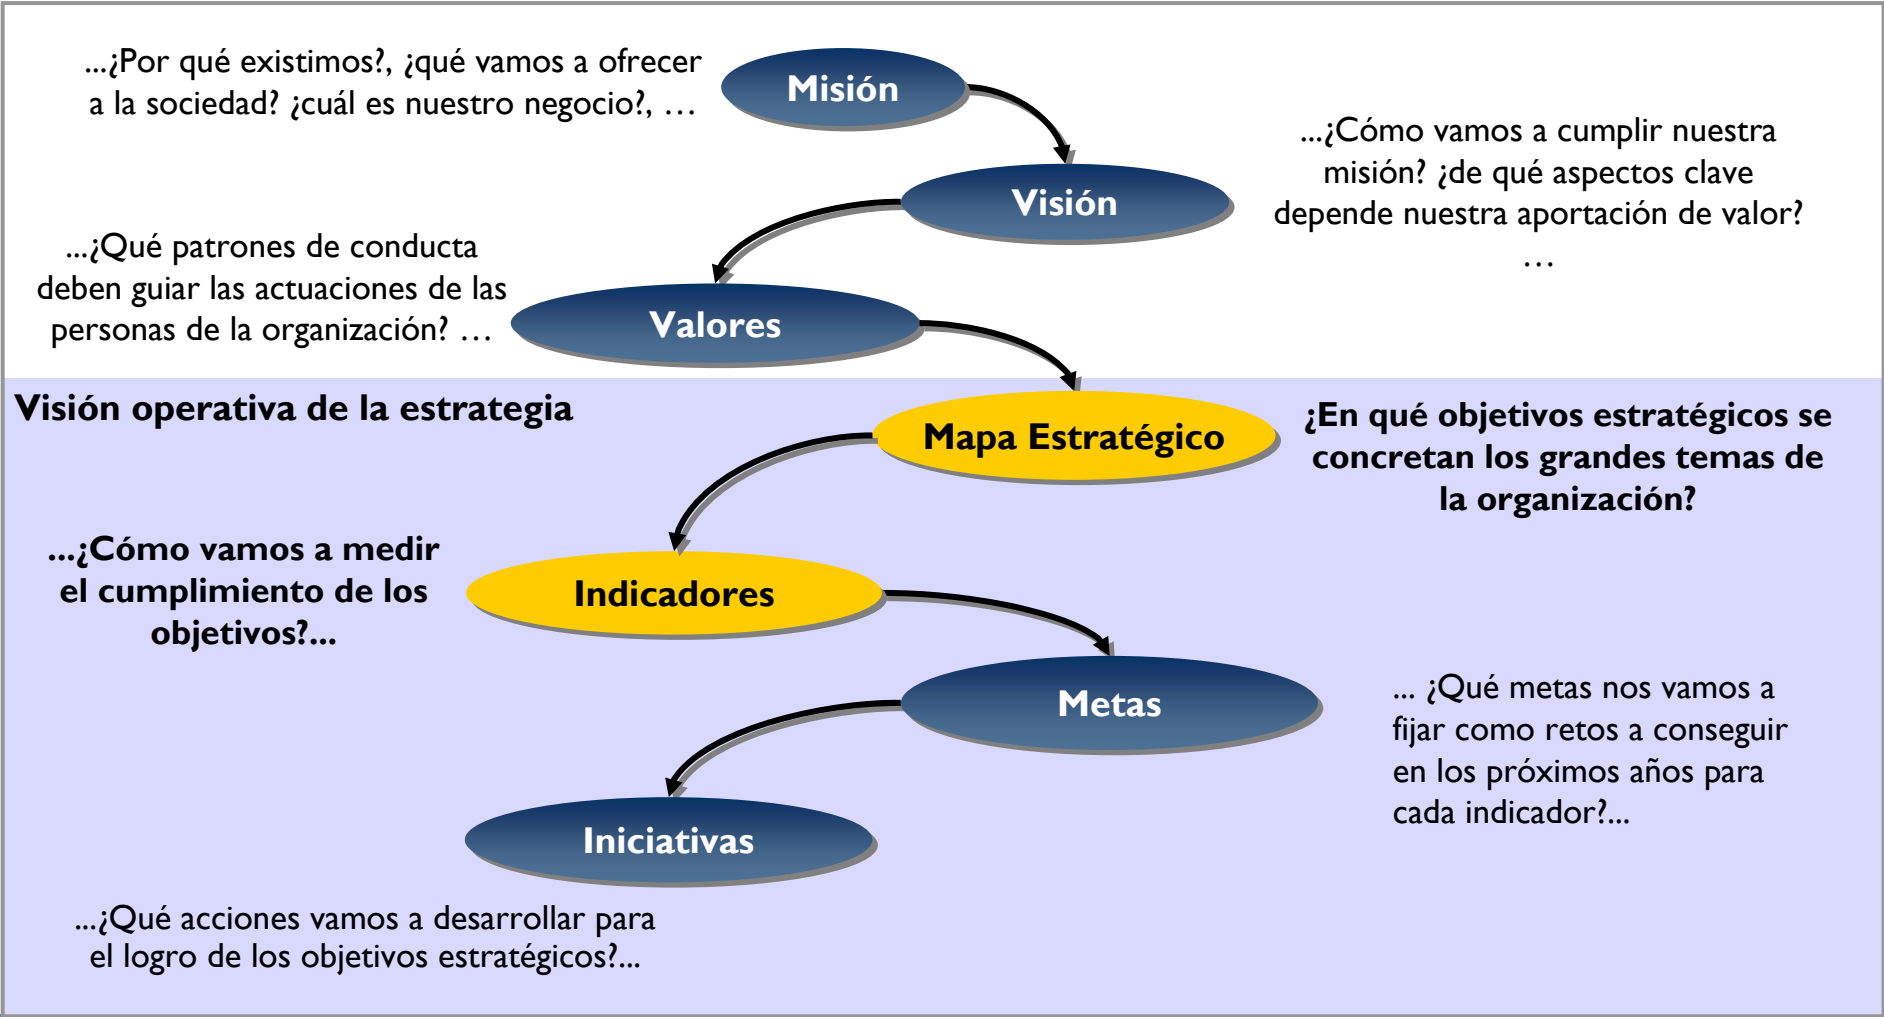 ...¿Por qué existimos?, ¿qué vamos a ofrecer
a la sociedad? ¿cuál es nuestro negocio?, …
Misión
...¿Cómo vamos a cumplir nuestra
misión? ¿de qué aspectos clave
depende nuestra aportación de valor?
…
Visión
...¿Qué patrones de conducta
deben guiar las actuaciones de las
personas de la organización? …
Valores
Visión operativa de la estrategia
Mapa Estratégico
¿En qué objetivos estratégicos se
concretan los grandes temas de
la organización?
...¿Cómo vamos a medir
el cumplimiento de los
objetivos?...
Indicadores
Metas
... ¿Qué metas nos vamos a
fijar como retos a conseguir
en los próximos años para
cada indicador?...
Iniciativas
...¿Qué acciones vamos a desarrollar para
el logro de los objetivos estratégicos?...